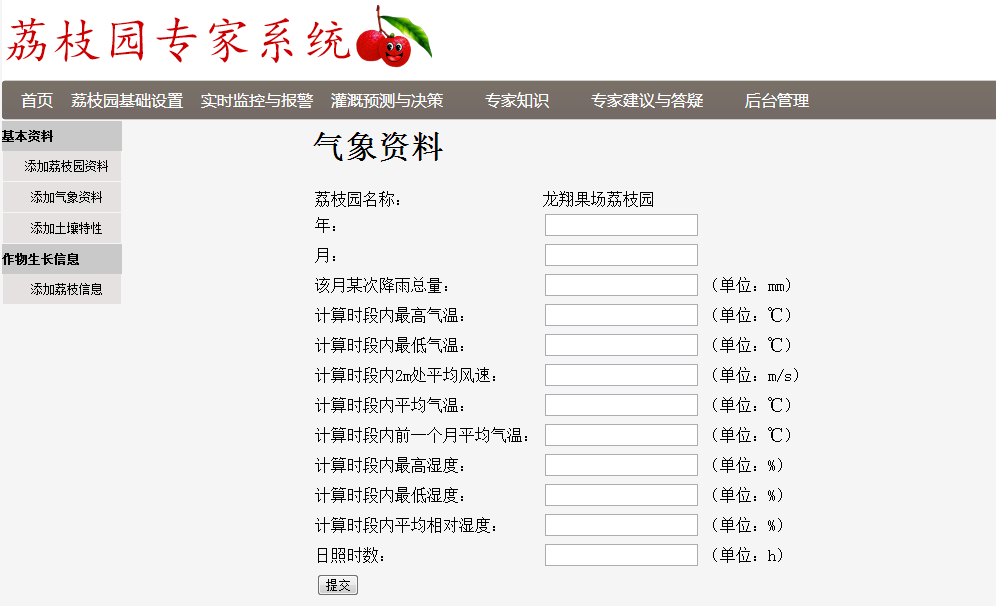 荔枝园专家系统
首页 荔枝园基础设置 实时监控与报警 灌溉预测与决策 专家知识 专家建议与答疑 后台管理
基本资料
添加荔枝园资料
添加气象资料
添加土壤特性
作物生长信息
添加荔枝信息
气象资料
荔枝园名称： 龙翔果场荔枝园
年：
月：
该月某次降雨总量： （单位：mm）
计算时段内最高气温： （单位：℃）
计算时段内最低气温： （单位：℃）
计算时段内2m处平均风速： （单位：m/s）
计算时段内平均气温： （单位：℃）
计算时段内前一个月平均气温： （单位：℃）
计算时段内最高湿度： （单位：%）
计算时段内最低湿度： （单位：%）
计算时段内平均相对湿度： （单位：%）
日照时数： （单位：h）
提交